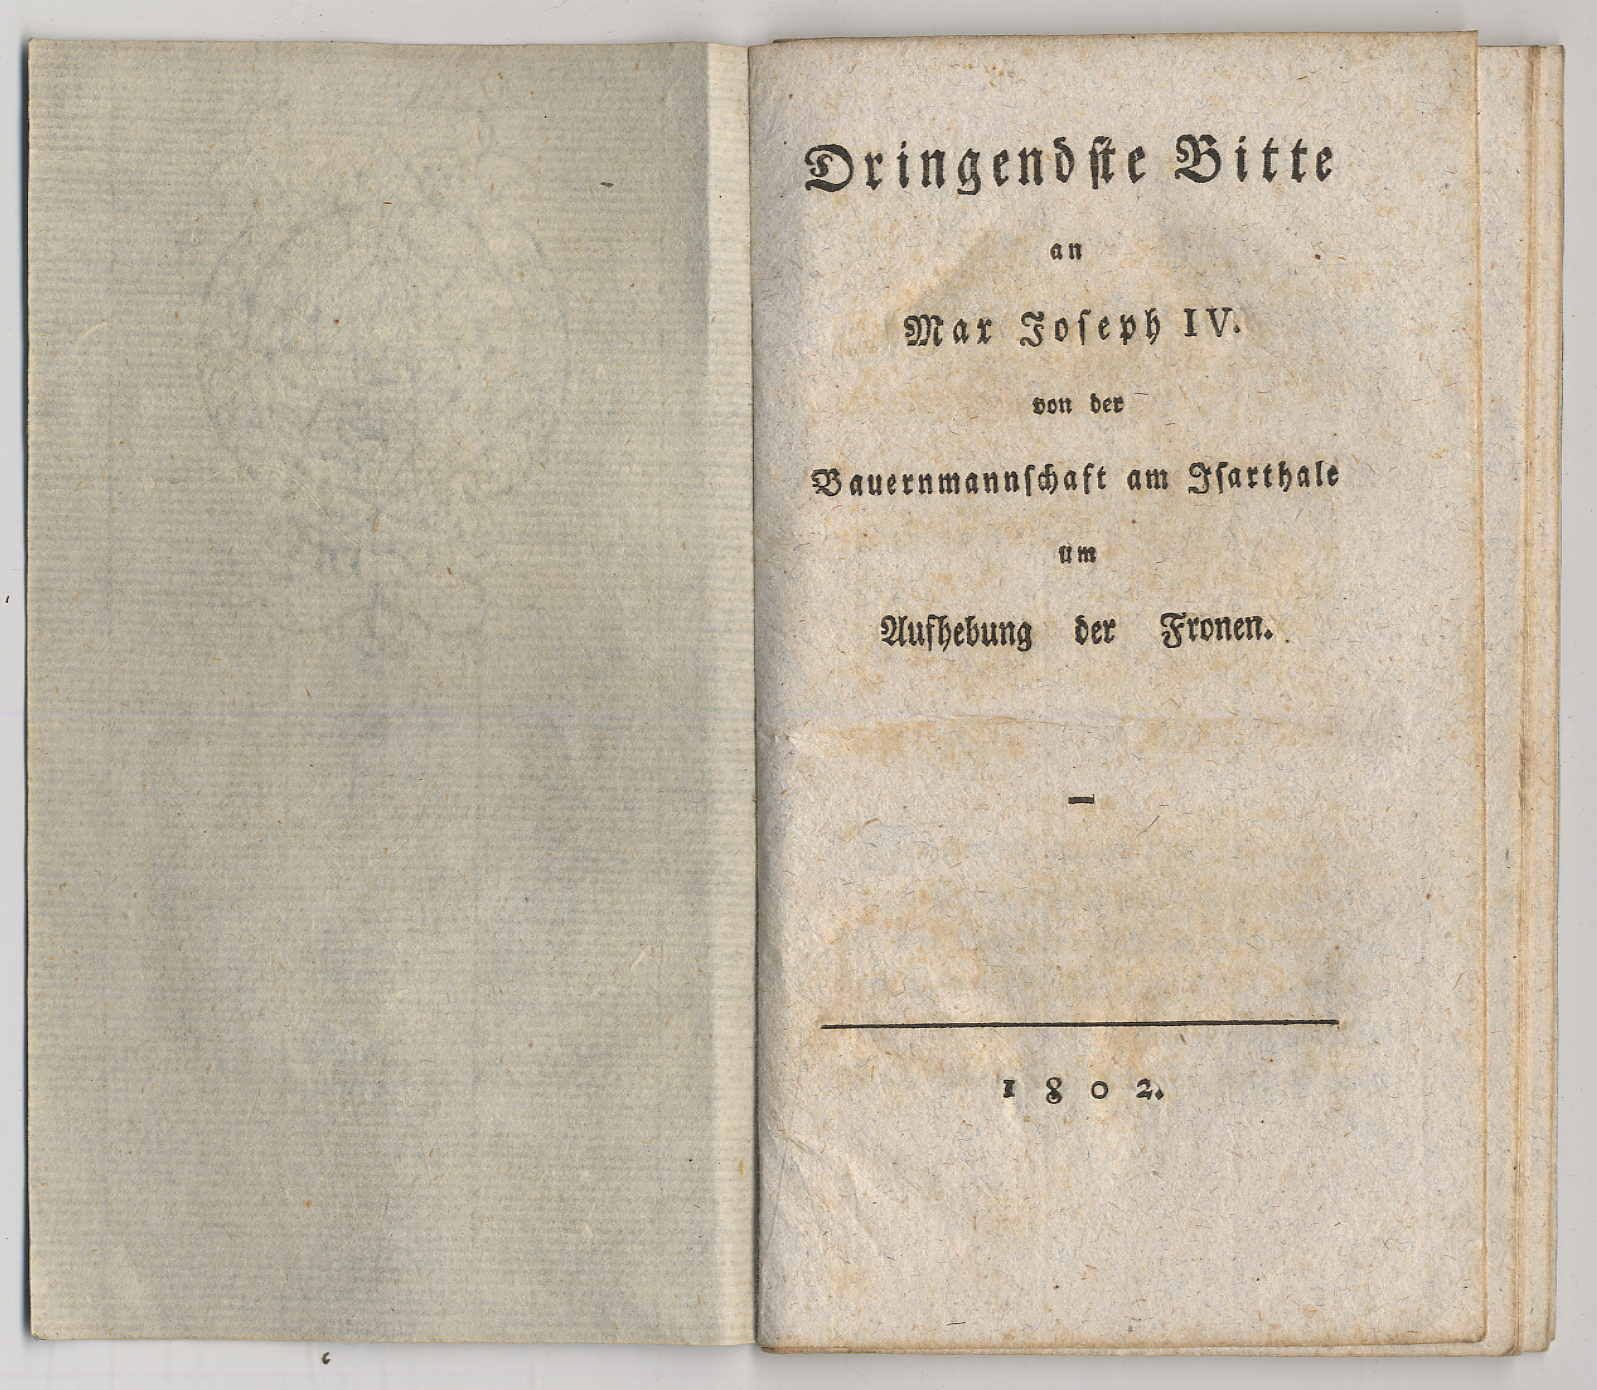 Dringendste Bitte
an
Max Joseph IV.
von der
Bauernmannschaft am Isarthale
um
Aufhebung der Fronen.
1802.